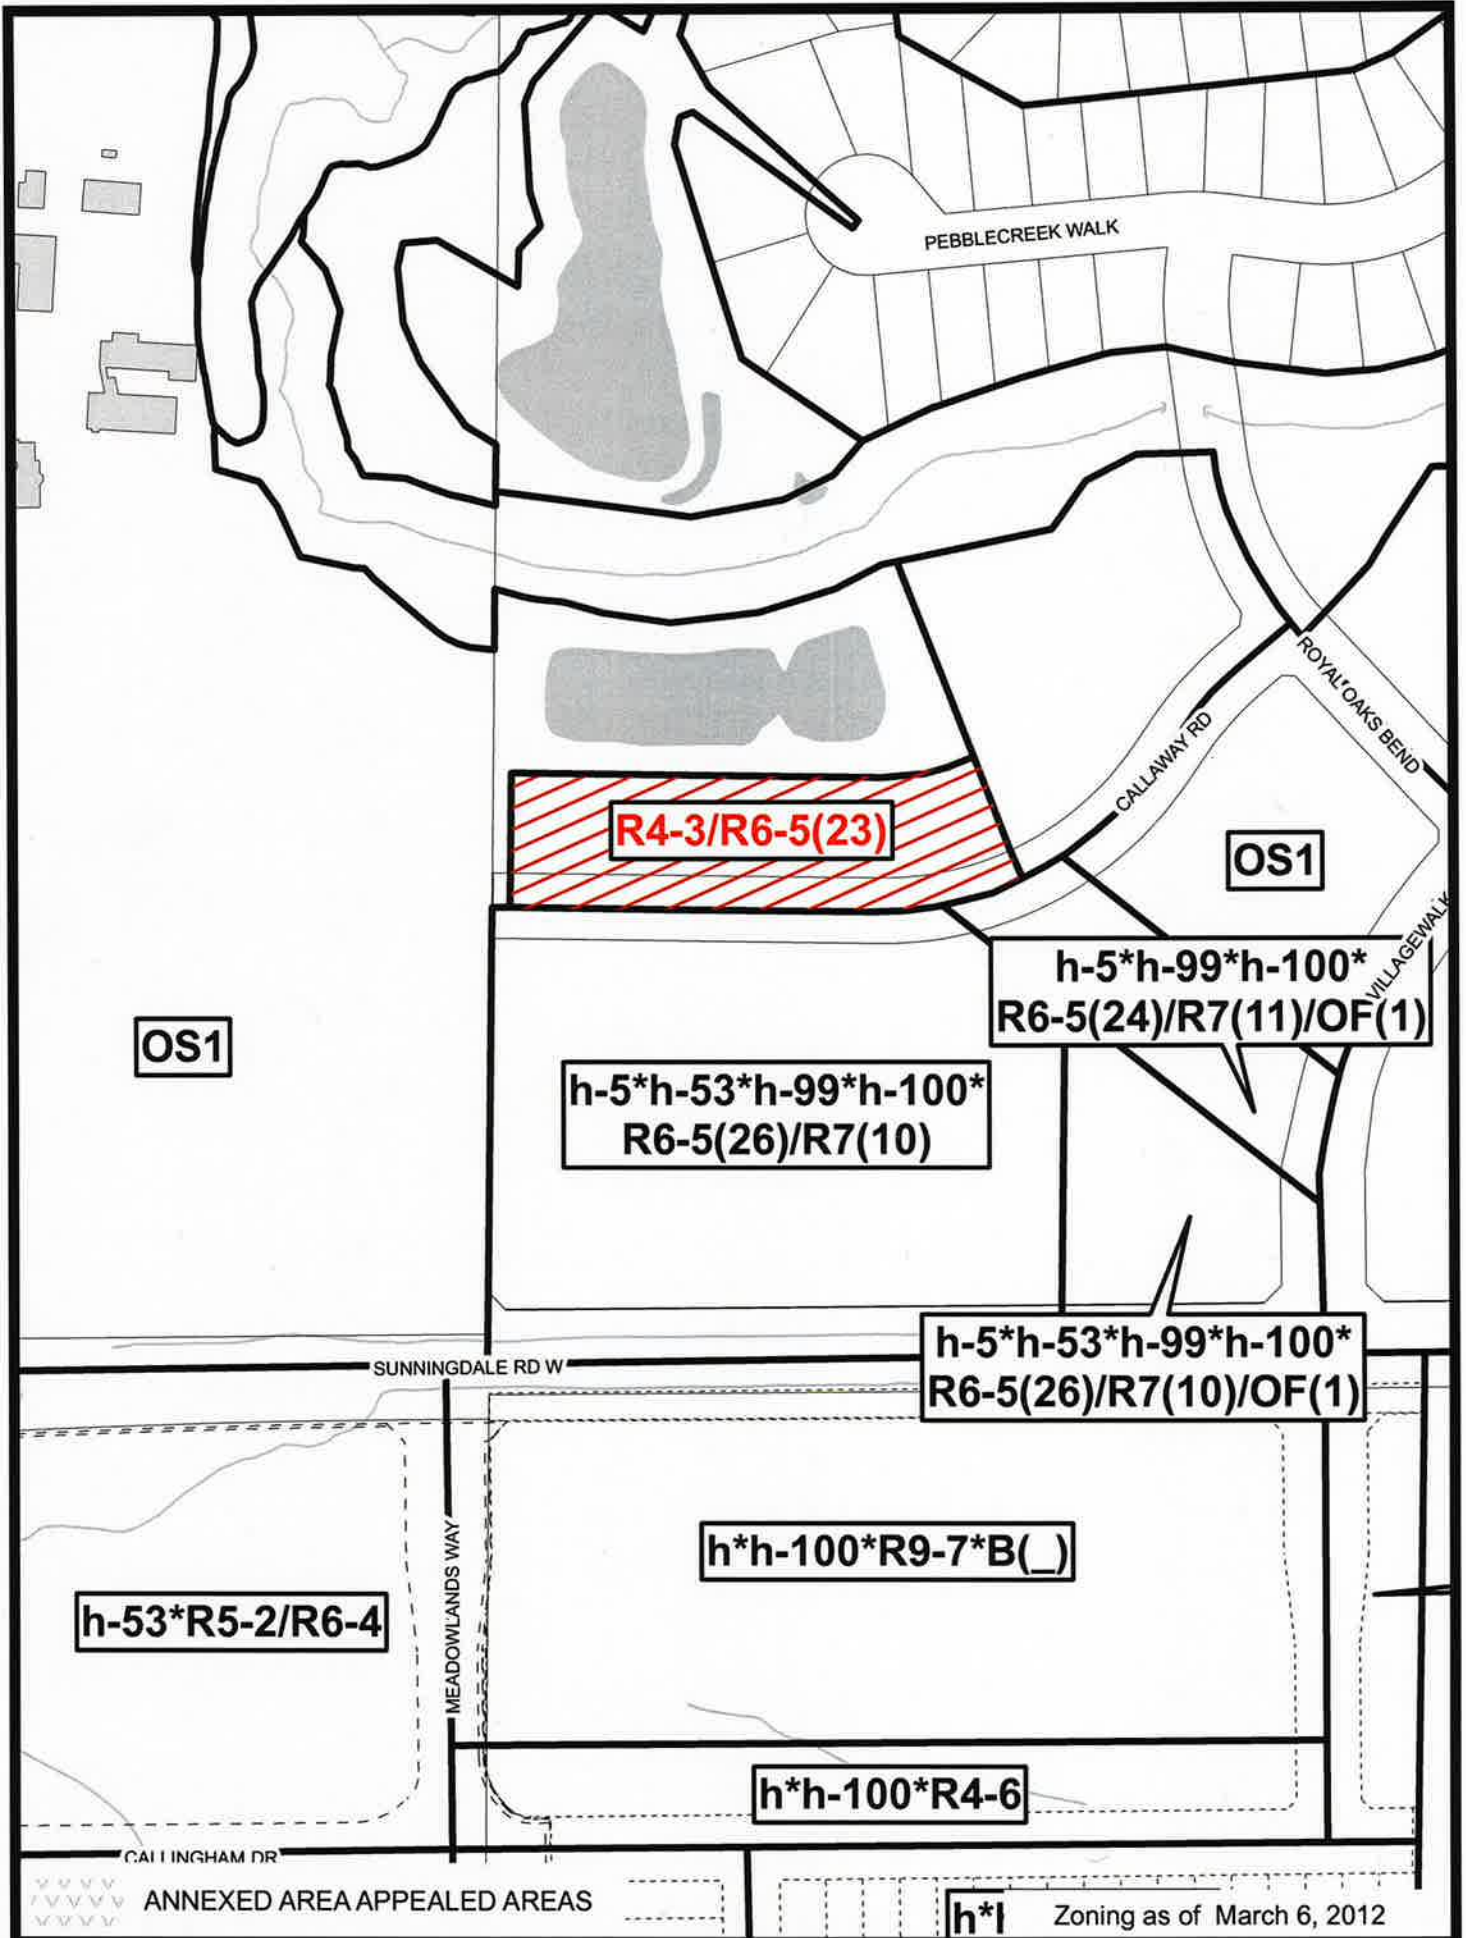 PEBBLECREEK WALK
ROYAL OAKS BEND
CALLAWAY RD
R4-3/R6-5(23)
OS1
VILLAGEWALK
h-5*h-99*h-100*
R6-5(24)/R7(11)/OF(1)
OS1
h-5*h-53*h-99*h-100*
R6-5(26)/R7(10)
h-5*h-53*h-99*h-100*
R6-5(26)/R7(10)/OF(1)
SUNNINGDALE RD W
MEADOWLANDS WAY
h*h-100*R9-7*B(_)
h-53*R5-2/R6-4
h*h-100*R4-6
CALLINGHAM DR
ANNEXED AREA APPEALED AREAS
Zoning as of March 6, 2012